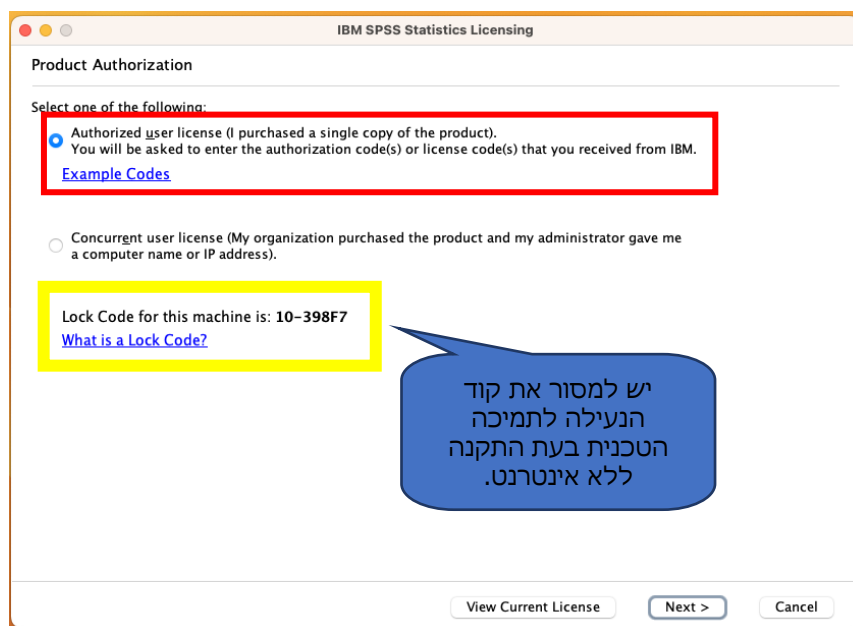 IBM SPSS Statistics Licensing
Product Authorization
Select one of the following:
Authorized user license (I purchased a single copy of the product).
You will be asked to enter the authorization code(s) or license code(s) that you received from IBM.
Example Codes
Concurrent user license (My organization purchased the product and my administrator gave me
a computer name or IP address).
Lock Code for this machine is: 10-398F7
What is a Lock Code?
יש למסור את קוד
הנעילה לתמיכה
הטכנית בעת התקנה
ללא אינטרנט.
View Current License
Next >
Cancel